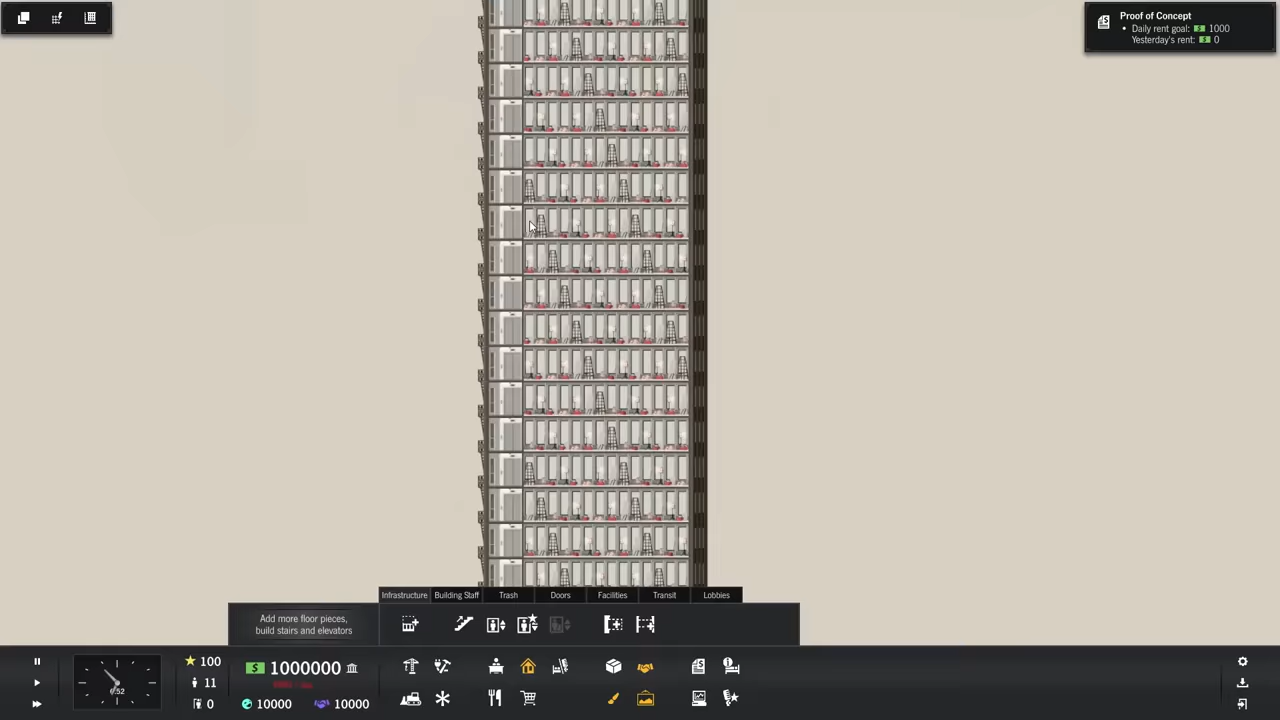 Proof of Concept
• Daily rent goal: 1000
Yesterday's rent: 0
Infrastructure
Building Staff
Trash
Doors
Facilities
Transit
Lobbies
Add more floor pieces,
build stairs and elevators
100
11
0
1000000
10000
10000